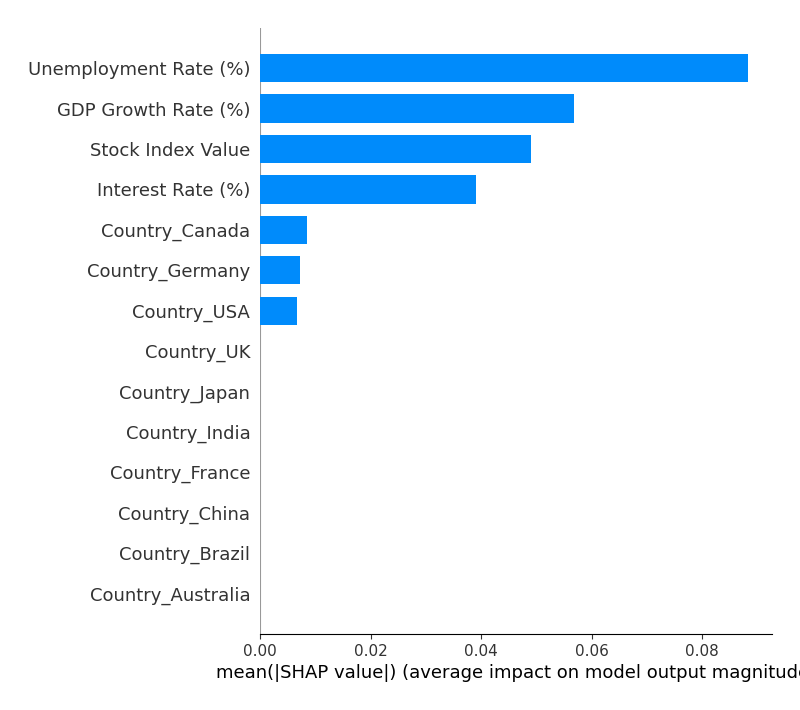 Unemployment Rate (%)
GDP Growth Rate (%)
Stock Index Value
Interest Rate (%)
Country_Canada
Country_Germany
Country_USA
Country_UK
Country_Japan
Country_India
Country_France
Country_China
Country_Brazil
Country_Australia
0.00 0.02 0.04 0.06 0.08
mean(|SHAP value|) (average impact on model output magnitude